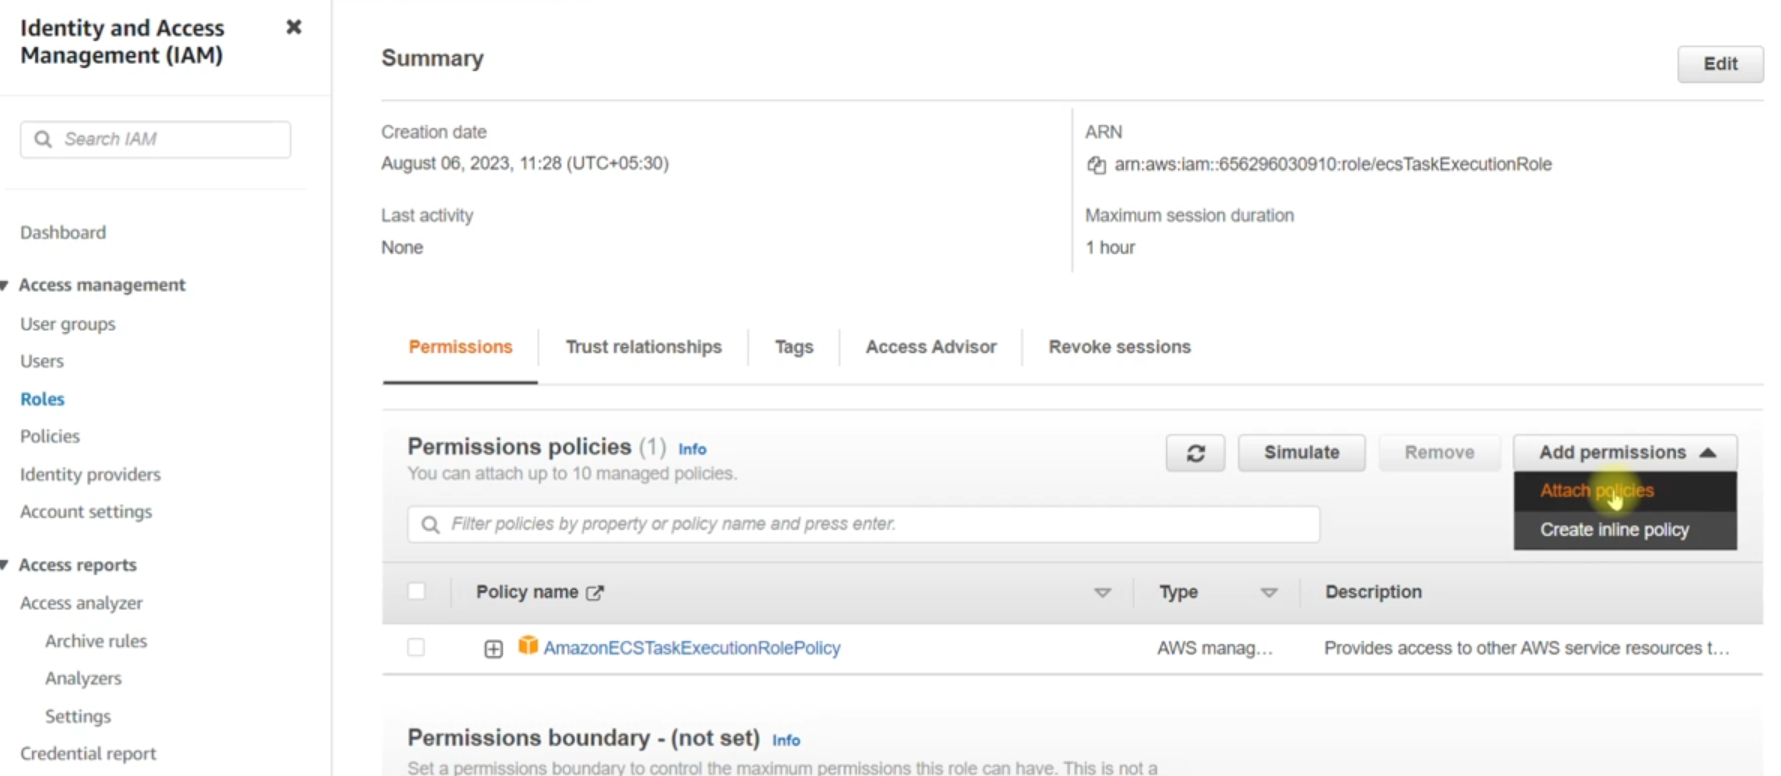 Identity and Access
Management (IAM)
Search IAM
Dashboard
Access management
User groups
Users
Roles
Policies
Identity providers
Account settings
Access reports
Access analyzer
Archive rules
Analyzers
Settings
Credential report
Summary
Edit
Creation date
August 06, 2023, 11:28 (UTC+05:30)
ARN
arn:aws:iam::656296030910:role/ecsTaskExecutionRole
Last activity
None
Maximum session duration
1 hour
Permissions Trust relationships Tags Access Advisor Revoke sessions
Permissions policies (1) Info
You can attach up to 10 managed policies.
Simulate Remove Add permissions
Attach policies
Create inline policy
Filter policies by property or policy name and press enter.
Policy name Type Description
AmazonECSTaskExecutionRolePolicy AWS manag... Provides access to other AWS service resources t...
Permissions boundary - (not set) Info
Set a permissions boundary to control the maximum permissions this role can have. This is not a